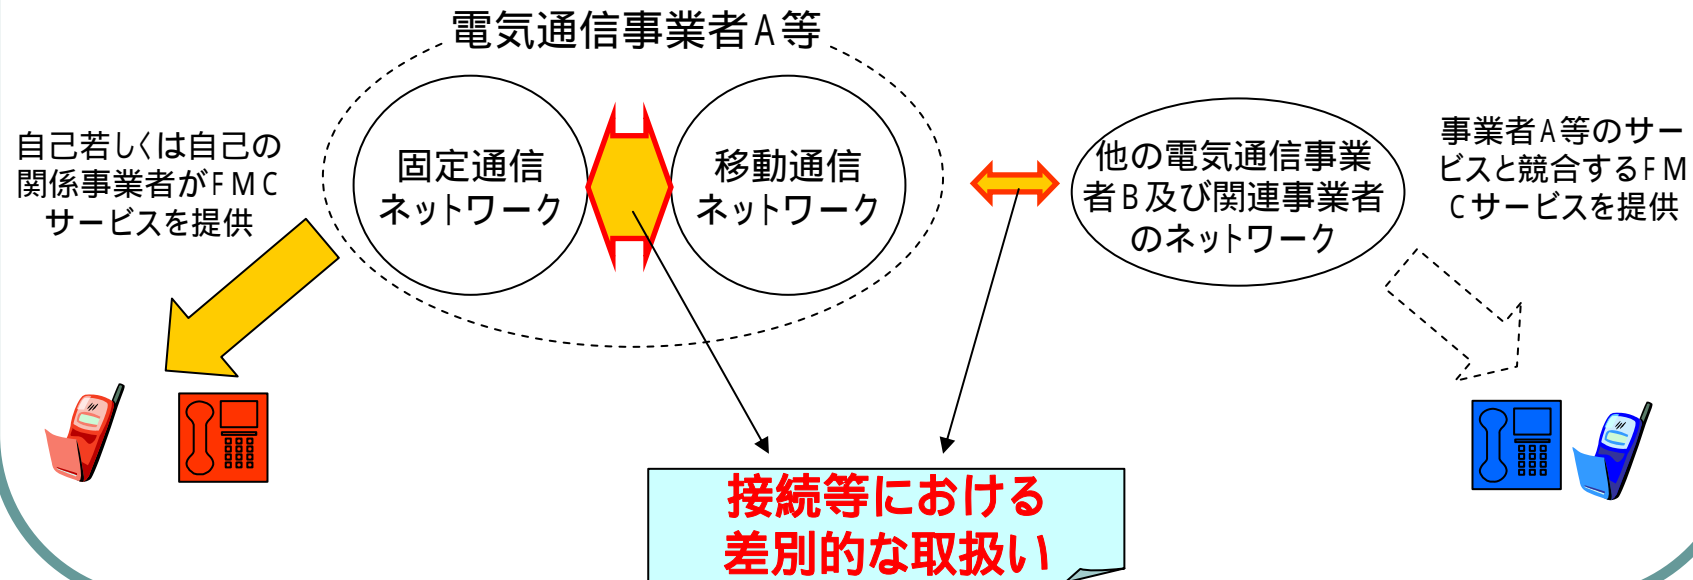 電気通信事業者A等
自己若しくは自己の
関係事業者がFMC
サービスを提供
固定通信
ネットワーク
移動通信
ネットワーク
他の電気通信事業
者B及び関連事業者
のネットワーク
事業者A等のサー
ビスと競合するFM
Cサービスを提供
接続等における
差別的な取扱い